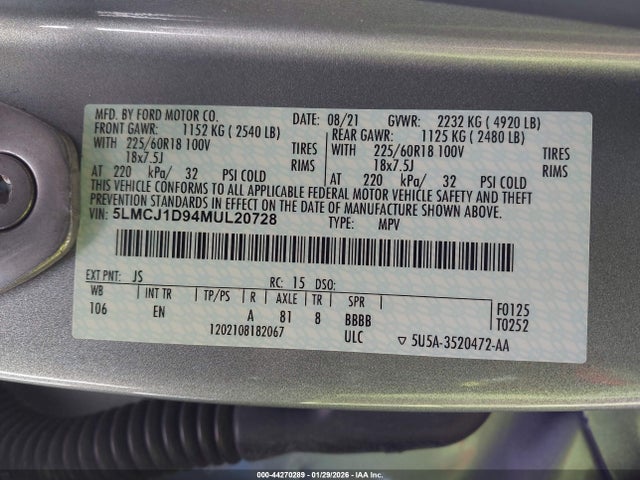 MFD. BY FORD MOTOR CO. DATE: 08/21 GVWR: 2232 KG ( 4920 LB)
FRONT GAWR: 1152 KG ( 2540 LB) REAR GAWR: 1125 KG ( 2480 LB)
WITH 225/60R18 100V TIRES WITH 225/60R18 100V TIRES
18x7.5J RIMS 18x7.5J RIMS
AT 220 kPa/ 32 PSI COLD AT 220 kPa/ 32 PSI COLD
THIS VEHICLE CONFORMS TO ALL APPLICABLE FEDERAL MOTOR VEHICLE SAFETY AND THEFT
PREVENTION STANDARDS IN EFFECT ON THE DATE OF MANUFACTURE SHOWN ABOVE.
VIN: 5LMCJ1D94MUL20728 TYPE: MPV
EXT PNT: JS RC: 15 DSO:
WB INT TR TP/PS R AXLE TR SPR F0125
106 EN A 81 8 BBBB T0252
1202108182067 ULC ▽ 5U5A-3520472-AA
000-44270289 | 01/29/2026 - IAA Inc.